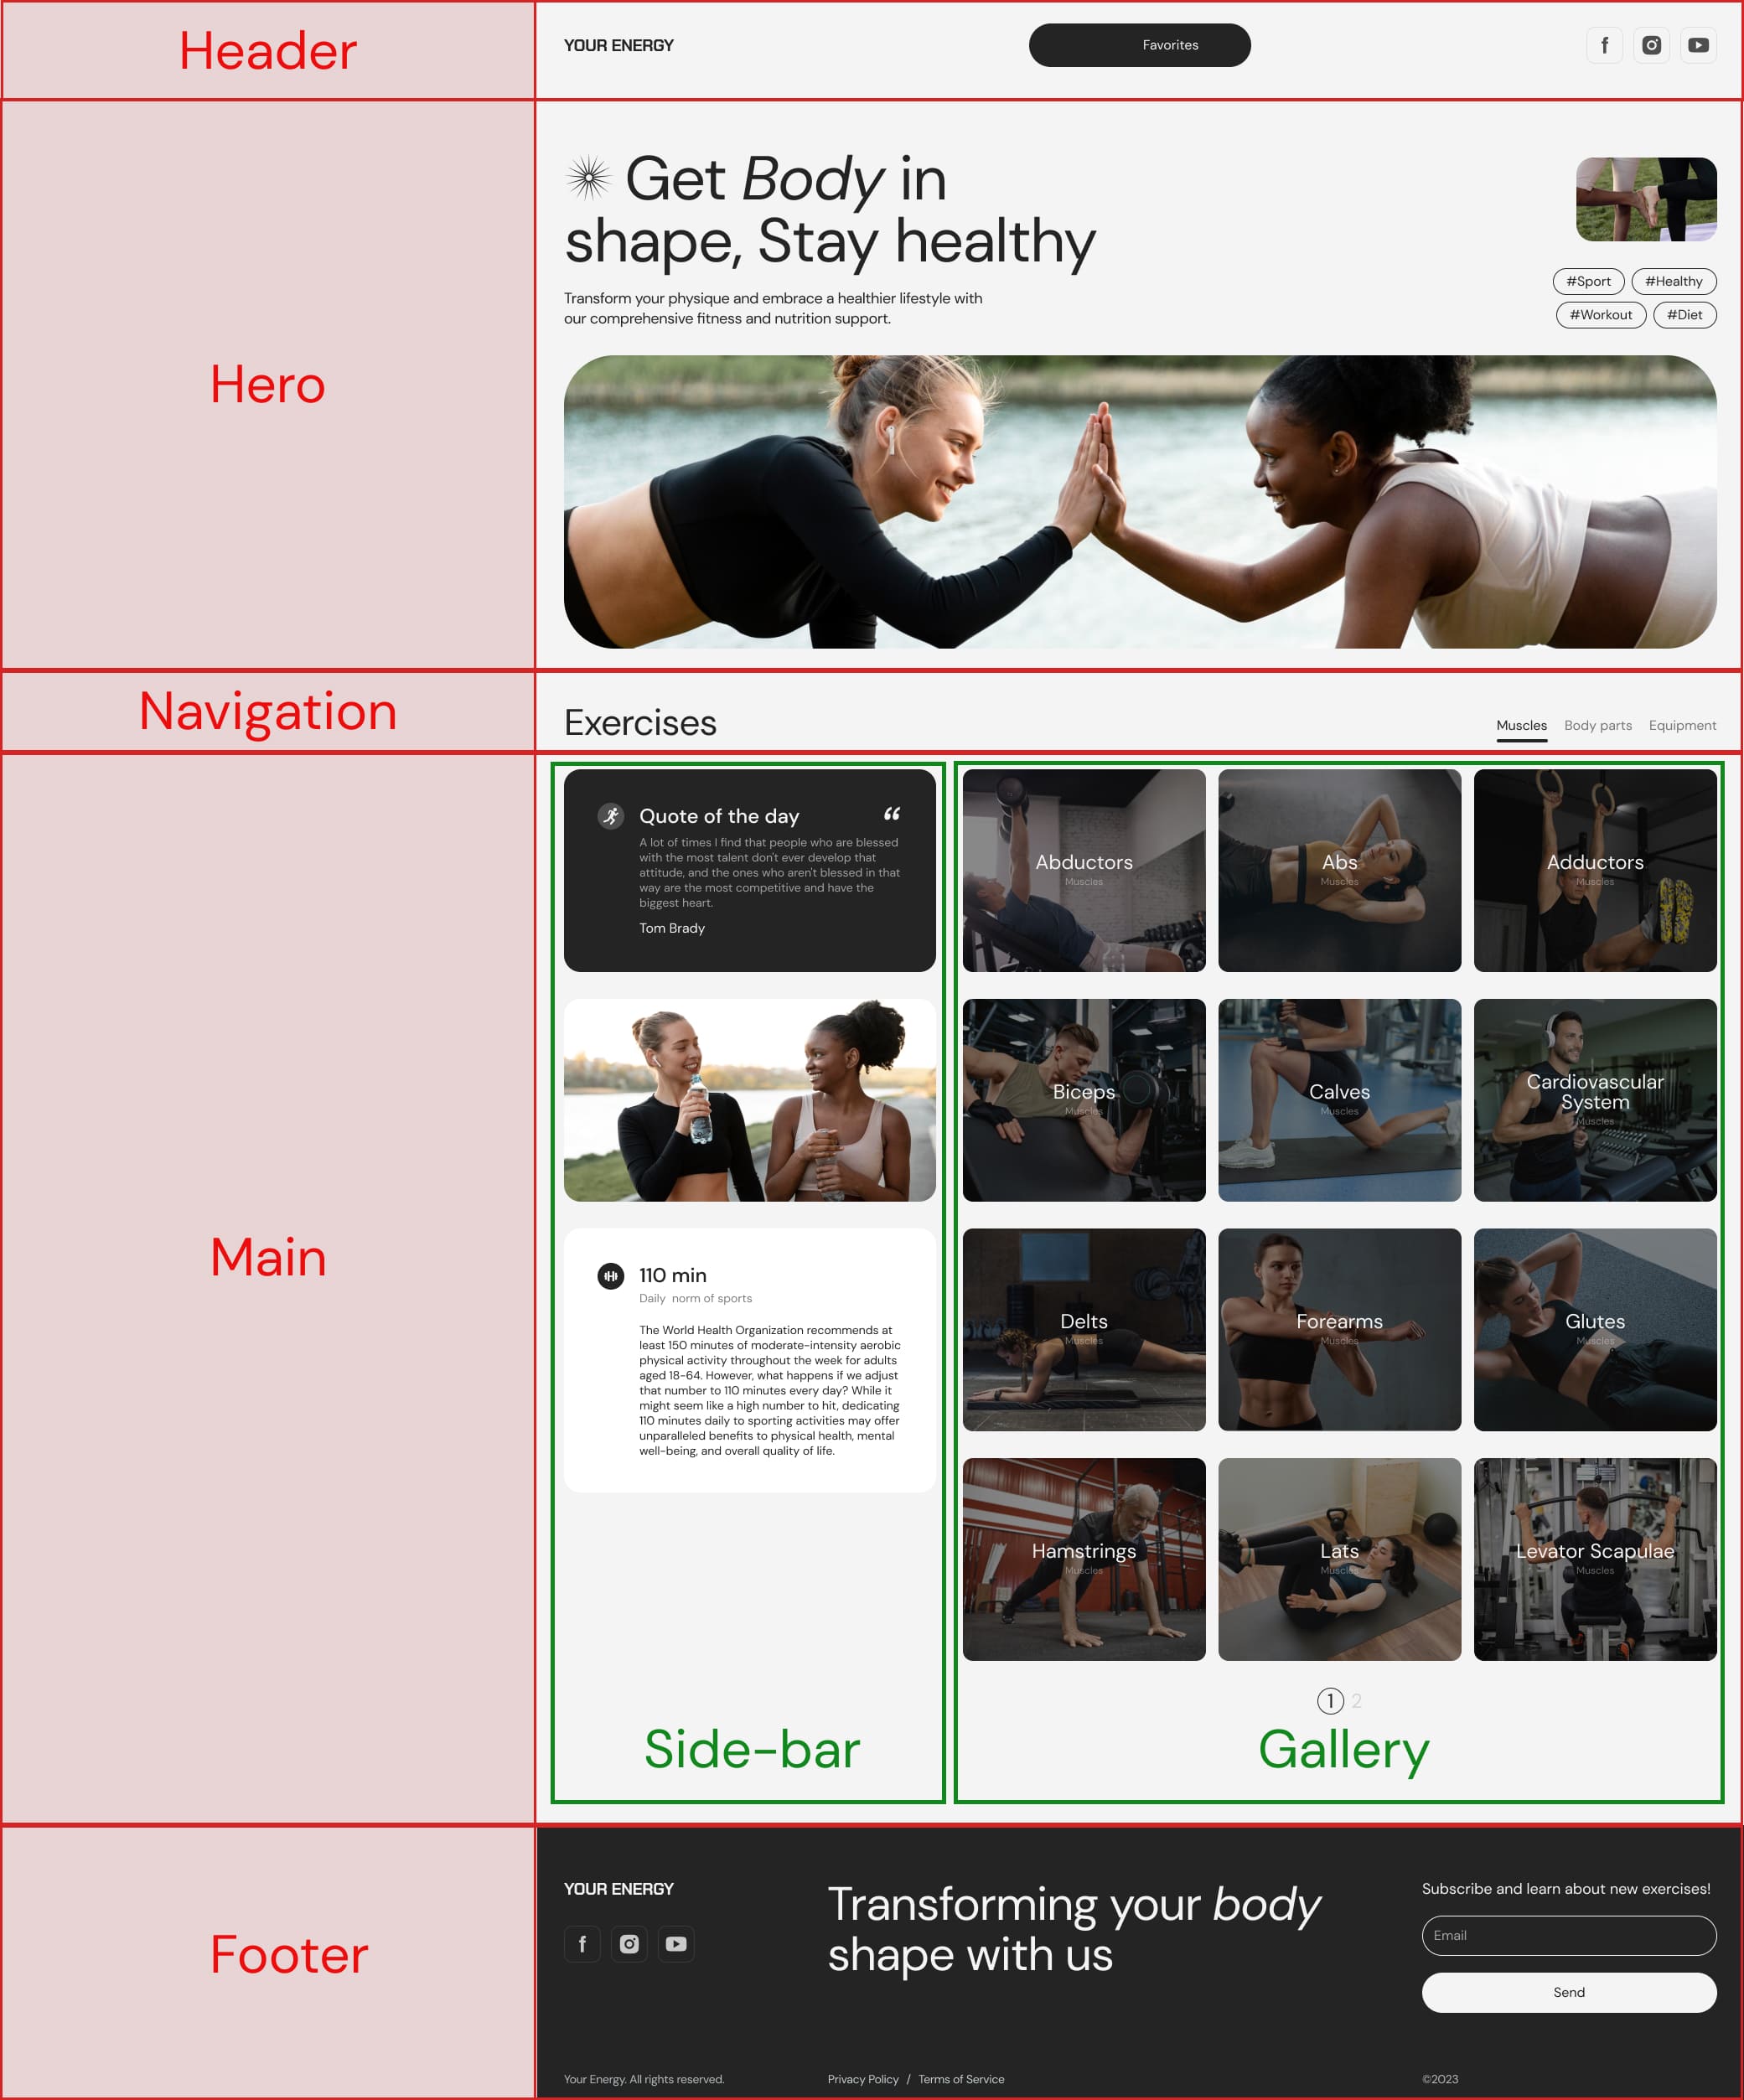 Header
YOUR ENERGY
Favorites
Hero
Get Body in
shape, Stay healthy
Transform your physique and embrace a healthier lifestyle with
our comprehensive fitness and nutrition support.
#Sport
#Healthy
#Workout
#Diet
Navigation
Exercises
Muscles
Body parts
Equipment
Main
Quote of the day
“
A lot of times I find that people who are blessed
with the most talent don't ever develop that
attitude, and the ones who aren't blessed in that
way are the most competitive and have the
biggest heart.
Tom Brady
110 min
Daily norm of sports
The World Health Organization recommends at
least 150 minutes of moderate-intensity aerobic
physical activity throughout the week for adults
aged 18-64. However, what happens if we adjust
that number to 110 minutes every day? While it
might seem like a high number to hit, dedicating
110 minutes daily to sporting activities may offer
unparalleled benefits to physical health, mental
well-being, and overall quality of life.
Side-bar
Abductors
Muscles
Abs
Muscles
Adductors
Muscles
Biceps
Muscles
Calves
Muscles
Cardiovascular
System
Muscles
Delts
Muscles
Forearms
Muscles
Glutes
Muscles
Hamstrings
Muscles
Lats
Muscles
Levator Scapulae
Muscles
1 2
Gallery
Footer
YOUR ENERGY
Transforming your body
shape with us
Subscribe and learn about new exercises!
Email
Send
Your Energy. All rights reserved.
Privacy Policy / Terms of Service
©2023